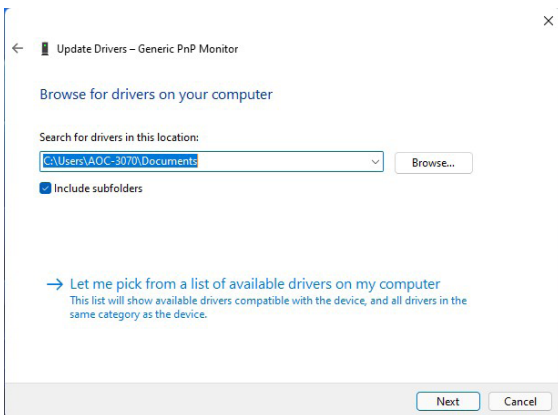 Update Drivers – Generic PnP Monitor
Browse for drivers on your computer
Search for drivers in this location:
C:\Users\AOC-3070\Documents
Browse...
Include subfolders
Let me pick from a list of available drivers on my computer
This list will show available drivers compatible with the device, and all drivers in the
same category as the device.
Next
Cancel